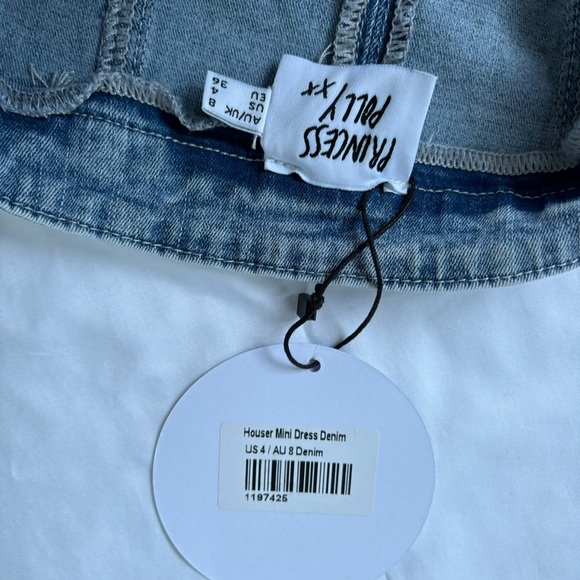 PRINCESS
POLLY
xx
AU/UK 8
US 4
EU 36
Houser Mini Dress Denim
US 4 / AU 8 Denim
1197425